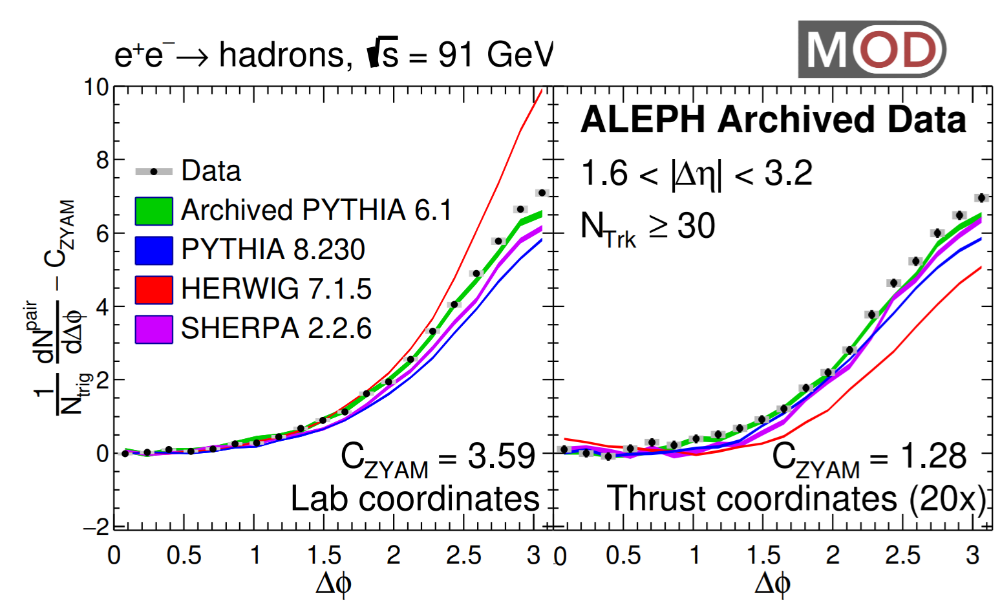 e⁺e⁻→ hadrons, √s = 91 GeV
MOD
1/N_trig dN^pair/dΔϕ − C_ZYAM
10
8
6
4
2
0
−2
Data
Archived PYTHIA 6.1
PYTHIA 8.230
HERWIG 7.1.5
SHERPA 2.2.6
C_ZYAM = 3.59
Lab coordinates
0 0.5 1 1.5 2 2.5 3
Δϕ
ALEPH Archived Data
1.6 < |Δη| < 3.2
N_Trk ≥ 30
C_ZYAM = 1.28
Thrust coordinates (20x)
0 0.5 1 1.5 2 2.5 3
Δϕ